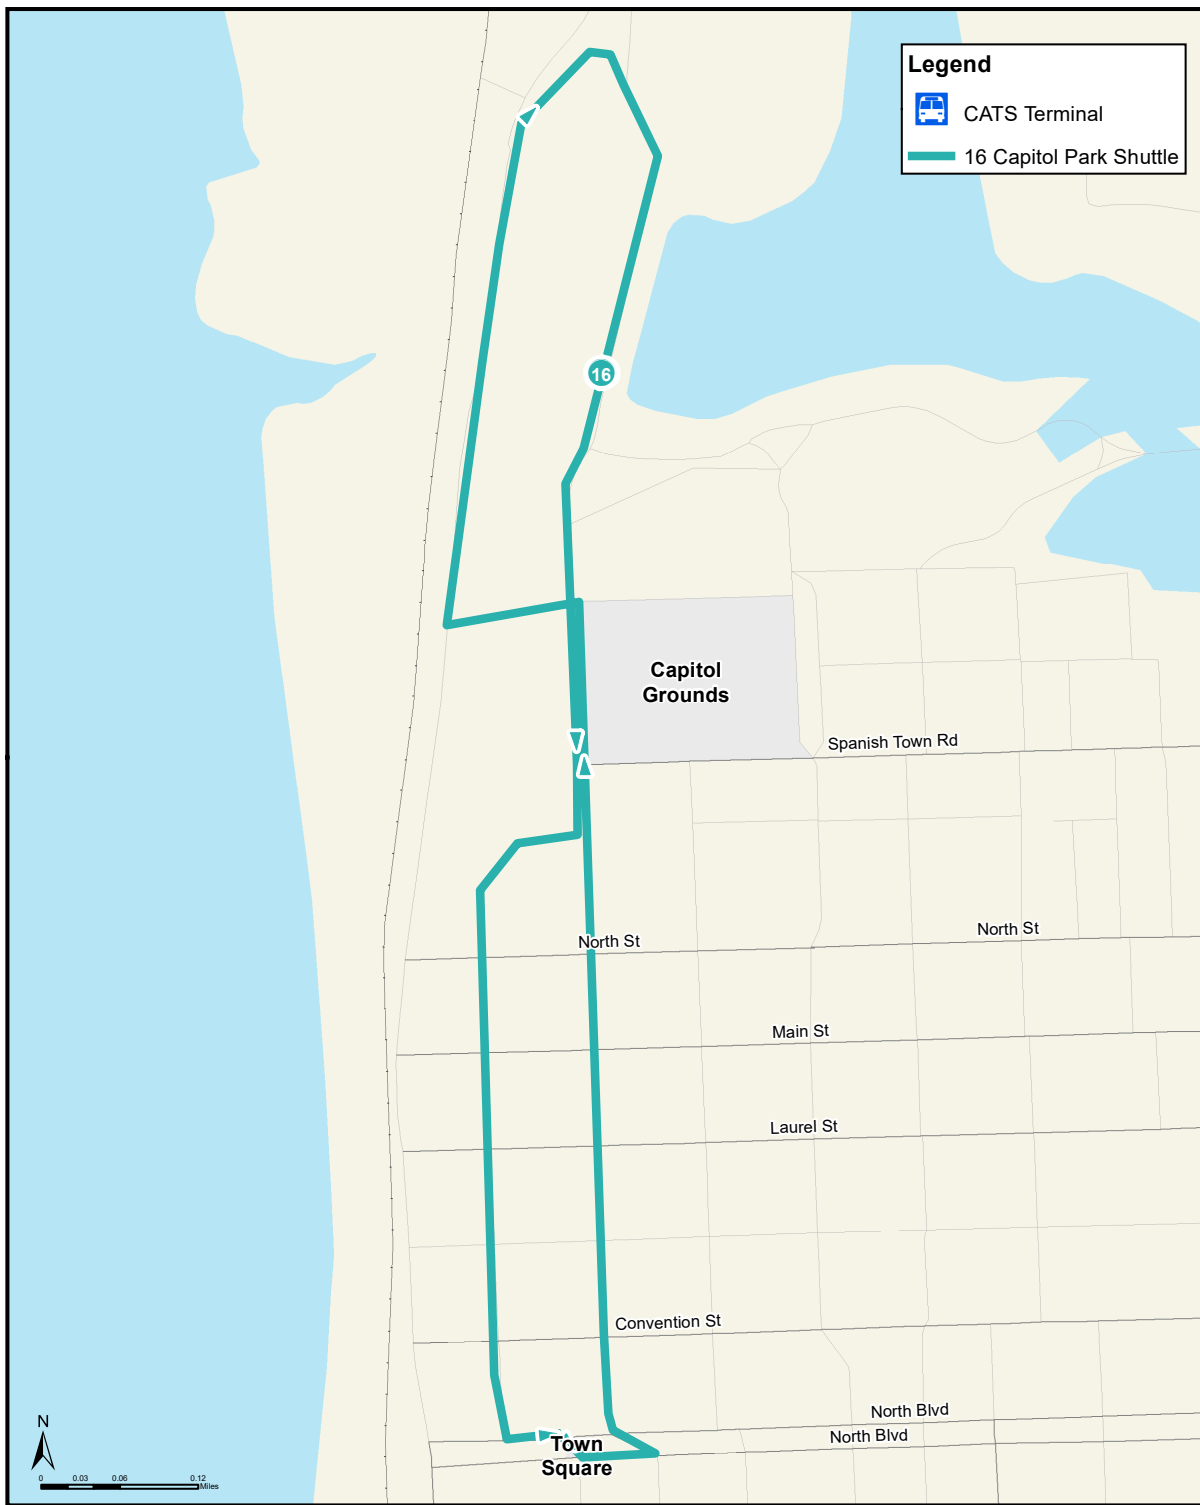 Legend
CATS Terminal
16 Capitol Park Shuttle
16
Capitol
Grounds
Spanish Town Rd
North St
North St
Main St
Laurel St
Convention St
North Blvd
North Blvd
Town
Square
N
0 0.03 0.06 0.12
Miles